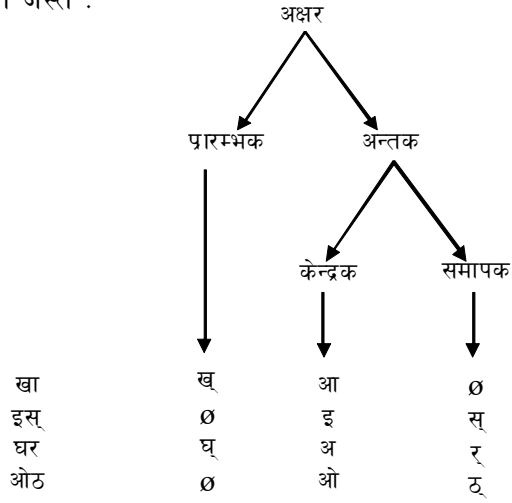 जस्तै :
अक्षर
प्रारम्भक अन्तक
केन्द्रक समापक
खा ख् आ Ø
इस् Ø इ स्
घर घ् अ र्
ओठ Ø ओ ठ्